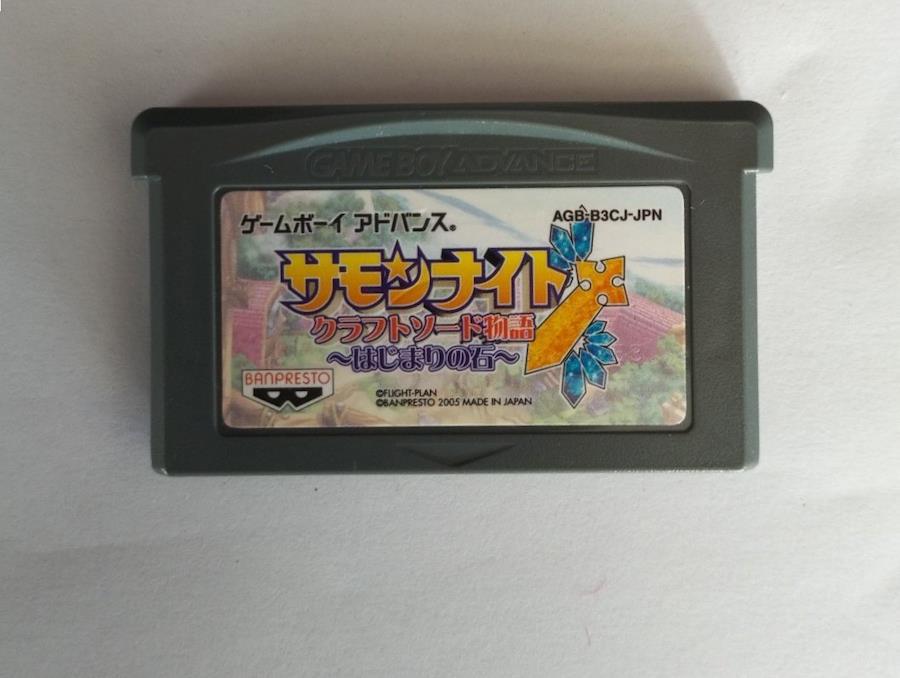 GAME BOY ADVANCE
ゲームボーイ アドバンス®
AGB-B3CJ-JPN
サモンナイト
クラフトソード物語
～はじまりの石～
BANPRESTO
©FLIGHT-PLAN
©BANPRESTO 2005 MADE IN JAPAN